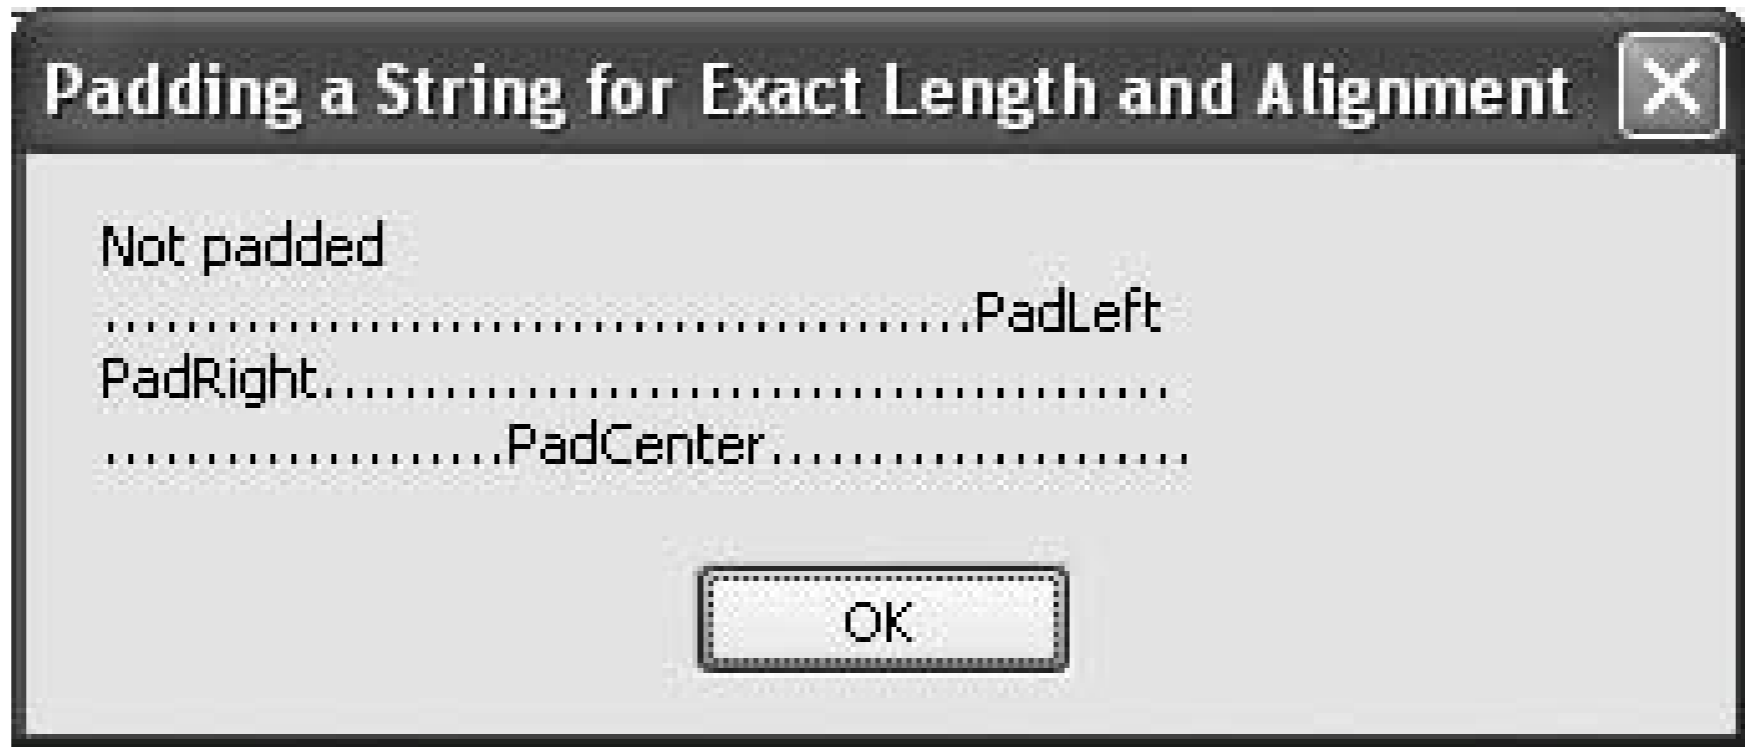 Padding a String for Exact Length and Alignment
Not padded
...........................................PadLeft
PadRight..........................................
....................PadCenter.....................
OK